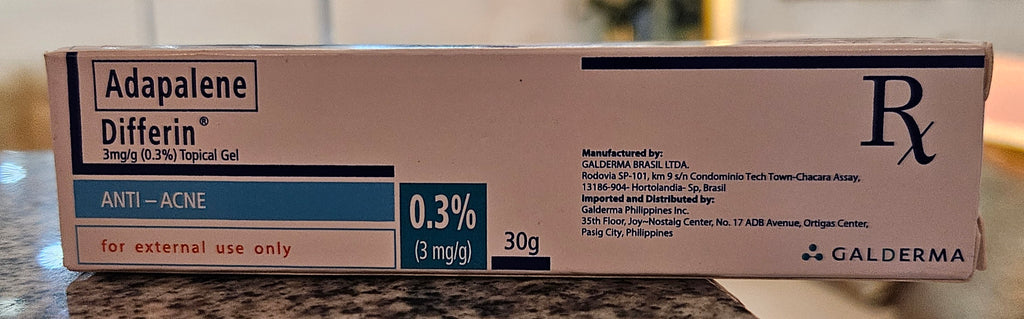 Adapalene
Differin®
3mg/g (0.3%) Topical Gel
ANTI – ACNE
for external use only
0.3%
(3 mg/g)
30g
Manufactured by:
GALDERMA BRASIL LTDA.
Rodovia SP-101, km 9 s/n Condominio Tech Town-Chacara Assay,
13186-904- Hortolandia- Sp, Brasil
Imported and Distributed by:
Galderma Philippines Inc.
35th Floor, Joy~Nostalg Center, No. 17 ADB Avenue, Ortigas Center,
Pasig City, Philippines
Rx
GALDERMA